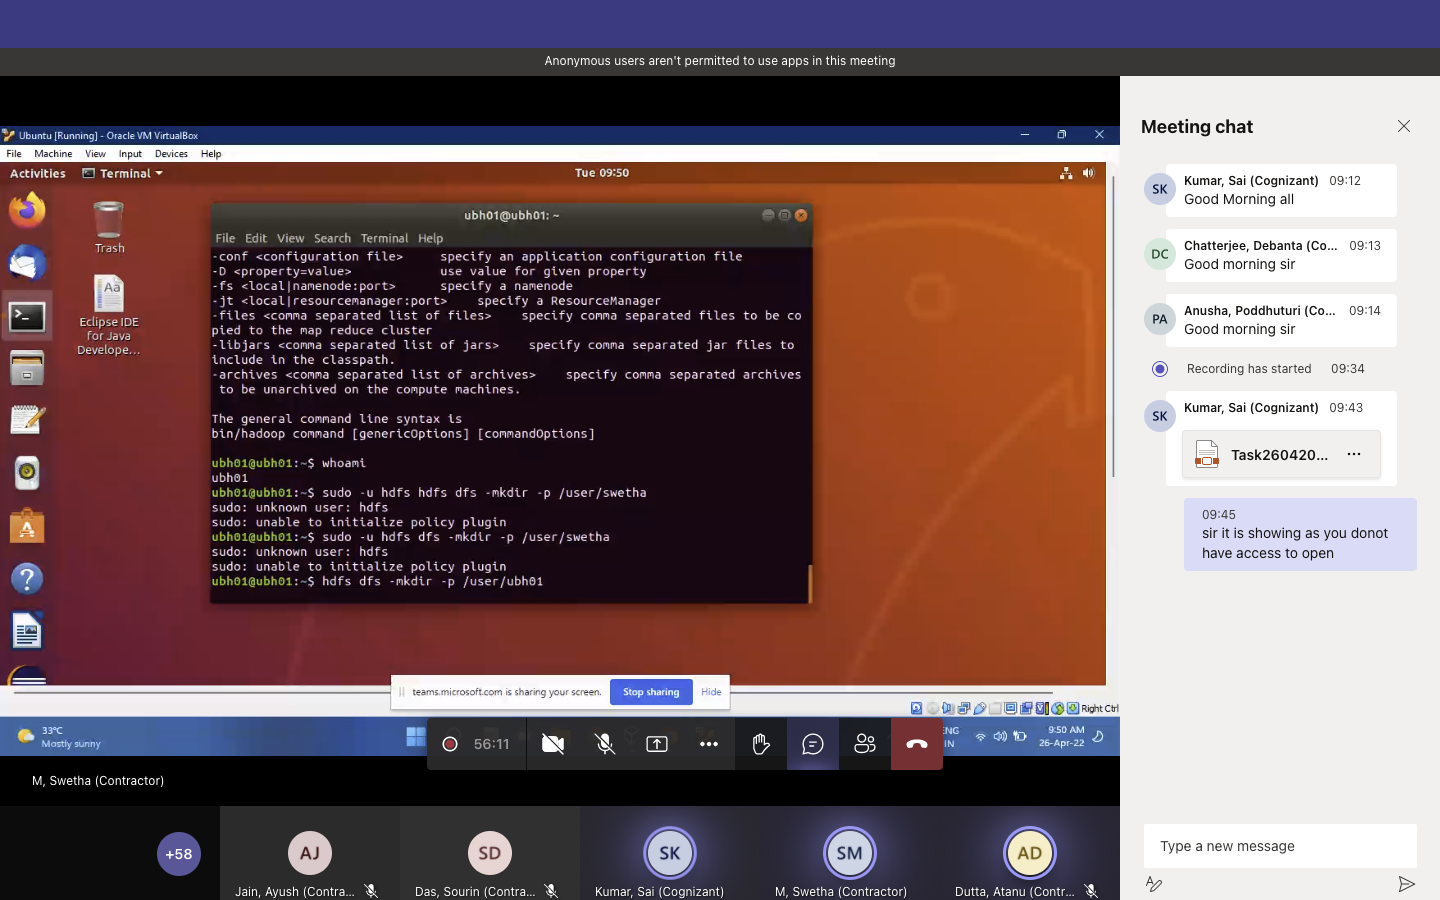 Anonymous users aren't permitted to use apps in this meeting
Ubuntu [Running] - Oracle VM VirtualBox
File Machine View Input Devices Help
Activities Terminal Tue 09:50
Trash
Eclipse IDE
for Java
Develope...
ubh01@ubh01: ~
File Edit View Search Terminal Help
-conf <configuration file>     specify an application configuration file
-D <property=value>            use value for given property
-fs <local|namenode:port>      specify a namenode
-jt <local|resourcemanager:port>    specify a ResourceManager
-files <comma separated list of files>    specify comma separated files to be co
pied to the map reduce cluster
-libjars <comma separated list of jars>    specify comma separated jar files to
include in the classpath.
-archives <comma separated list of archives>    specify comma separated archives
 to be unarchived on the compute machines.
The general command line syntax is
bin/hadoop command [genericOptions] [commandOptions]
ubh01@ubh01:~$ whoami
ubh01
ubh01@ubh01:~$ sudo -u hdfs hdfs dfs -mkdir -p /user/swetha
sudo: unknown user: hdfs
sudo: unable to initialize policy plugin
ubh01@ubh01:~$ sudo -u hdfs dfs -mkdir -p /user/swetha
sudo: unknown user: hdfs
sudo: unable to initialize policy plugin
ubh01@ubh01:~$ hdfs dfs -mkdir -p /user/ubh01
teams.microsoft.com is sharing your screen. Stop sharing Hide
Right Ctrl
33°C
Mostly sunny
56:11
ENG
IN
9:50 AM
26-Apr-22
M, Swetha (Contractor)
+58
AJ
Jain, Ayush (Contra...
SD
Das, Sourin (Contra...
SK
Kumar, Sai (Cognizant)
SM
M, Swetha (Contractor)
AD
Dutta, Atanu (Contr...
Meeting chat
SK
Kumar, Sai (Cognizant) 09:12
Good Morning all
DC
Chatterjee, Debanta (Co... 09:13
Good morning sir
PA
Anusha, Poddhuturi (Co... 09:14
Good morning sir
Recording has started 09:34
SK
Kumar, Sai (Cognizant) 09:43
Task260420...
09:45
sir it is showing as you donot
have access to open
Type a new message